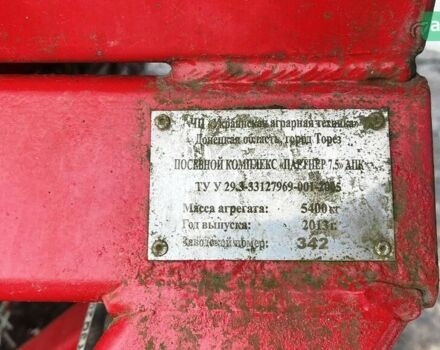 ЧП «Украинская аграрная техника»
Донецкая область, город Торез
ПОСЕВНОЙ КОМПЛЕКС «ПАРТНЕР 7,5» АПК
ТУ У 29.3-33127969-001-2005
Масса агрегата: 5400 кг
Год выпуска: 2013 г.
Заводской номер: 342